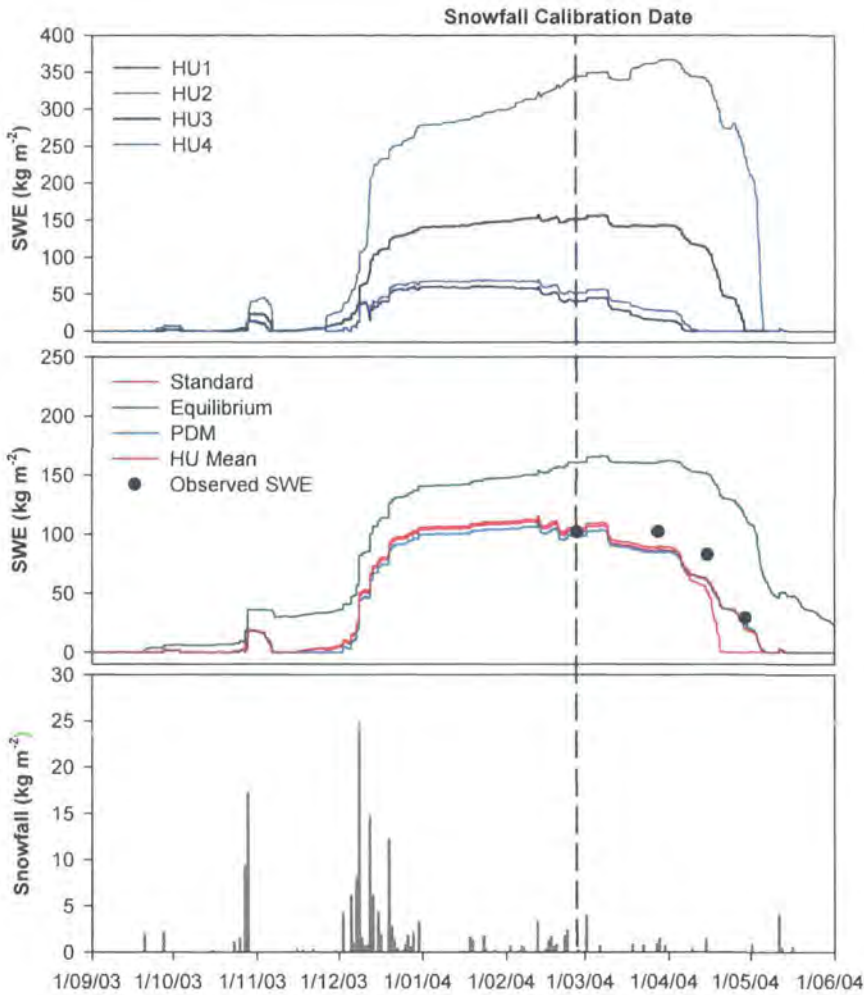 Snowfall Calibration Date
400
350
300
250
200
150
100
50
0
SWE (kg m⁻²)
HU1
HU2
HU3
HU4
250
200
150
100
50
0
SWE (kg m⁻²)
Standard
Equilibrium
PDM
HU Mean
Observed SWE
30
25
20
15
10
5
0
Snowfall (kg m⁻²)
1/09/03 1/10/03 1/11/03 1/12/03 1/01/04 1/02/04 1/03/04 1/04/04 1/05/04 1/06/04